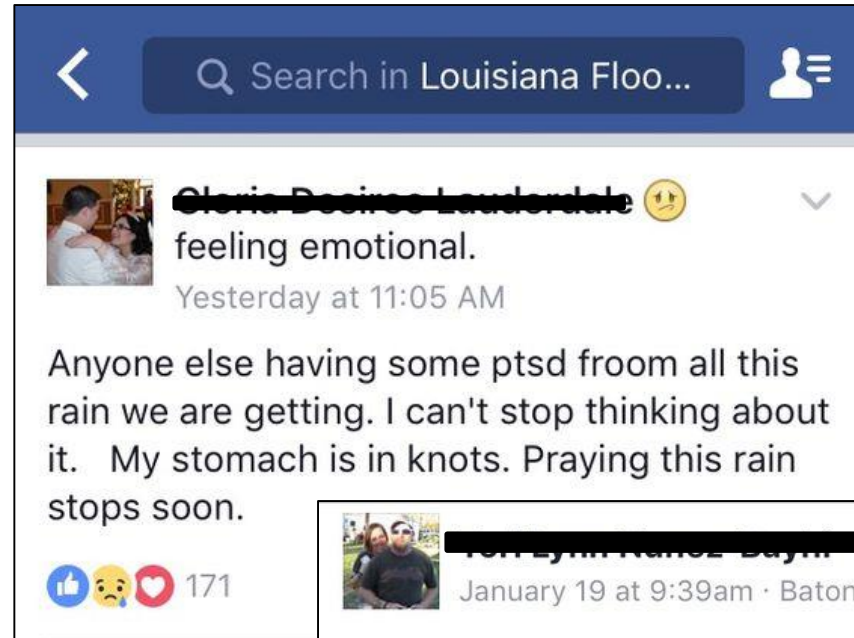 Search in Louisiana Floo...
feeling emotional.
Yesterday at 11:05 AM
Anyone else having some ptsd froom all this
rain we are getting. I can't stop thinking about
it. My stomach is in knots. Praying this rain
stops soon.
171
January 19 at 9:39am · Baton